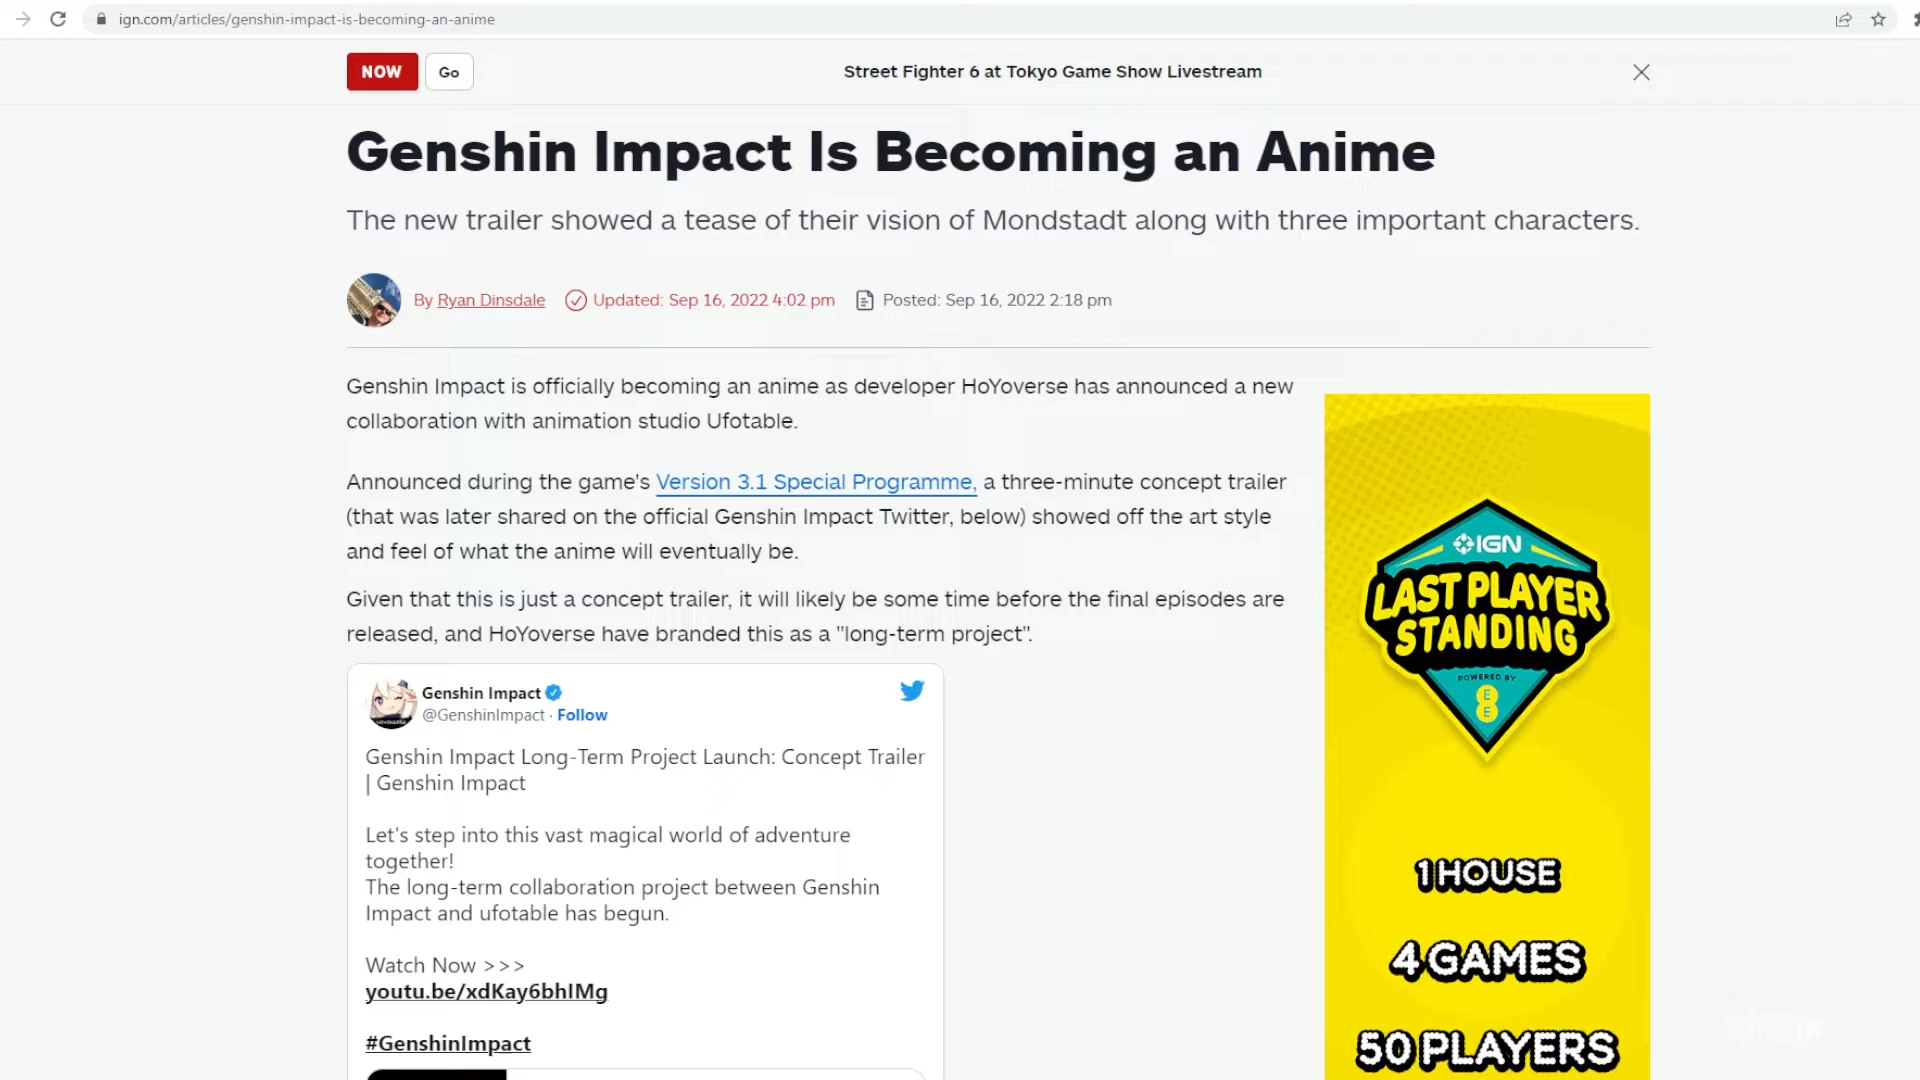 ign.com/articles/genshin-impact-is-becoming-an-anime
NOW
Go
Street Fighter 6 at Tokyo Game Show Livestream
Genshin Impact Is Becoming an Anime
The new trailer showed a tease of their vision of Mondstadt along with three important characters.
By Ryan Dinsdale
Updated: Sep 16, 2022 4:02 pm
Posted: Sep 16, 2022 2:18 pm
Genshin Impact is officially becoming an anime as developer HoYoverse has announced a new
collaboration with animation studio Ufotable.
Announced during the game's Version 3.1 Special Programme, a three-minute concept trailer
(that was later shared on the official Genshin Impact Twitter, below) showed off the art style
and feel of what the anime will eventually be.
Given that this is just a concept trailer, it will likely be some time before the final episodes are
released, and HoYoverse have branded this as a "long-term project".
Genshin Impact
@GenshinImpact · Follow
Genshin Impact Long-Term Project Launch: Concept Trailer
| Genshin Impact
Let's step into this vast magical world of adventure
together!
The long-term collaboration project between Genshin
Impact and ufotable has begun.
Watch Now >>>
youtu.be/xdKay6bhIMg
#GenshinImpact
IGN
LAST PLAYER
STANDING
POWERED BY
EE
1 HOUSE
4 GAMES
50 PLAYERS